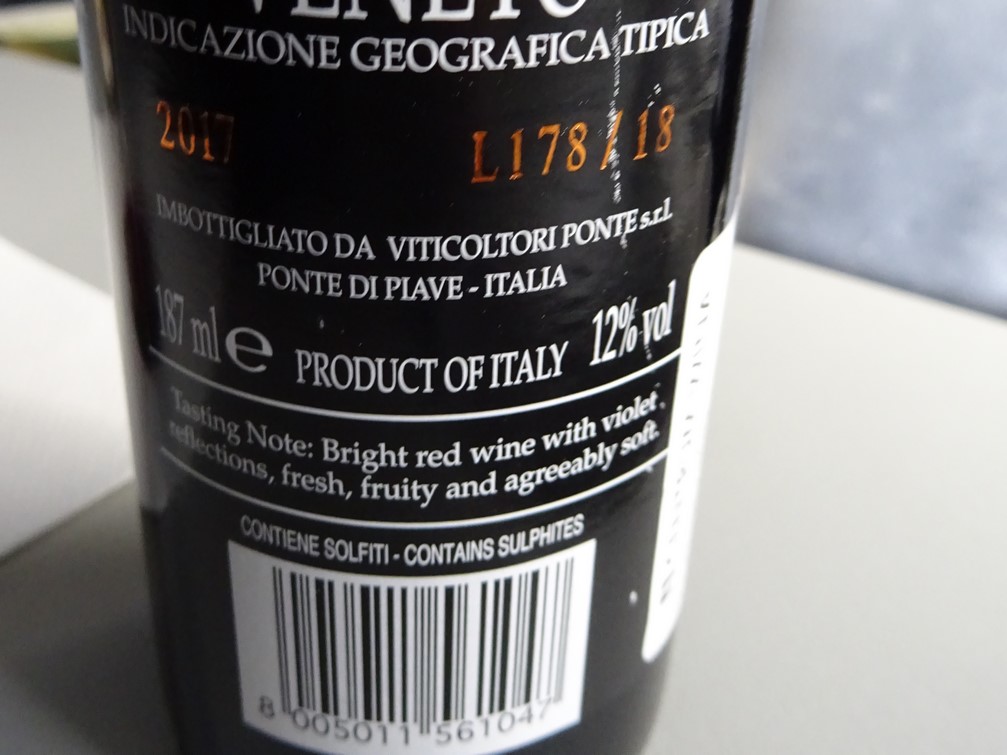 VENETO
INDICAZIONE GEOGRAFICA TIPICA
2017 L178/18
IMBOTTIGLIATO DA VITICOLTORI PONTE s.r.l.
PONTE DI PIAVE - ITALIA
187 ml e PRODUCT OF ITALY 12% vol
Tasting Note: Bright red wine with violet
reflections, fresh, fruity and agreeably soft.
CONTIENE SOLFITI - CONTAINS SULPHITES
8 005011 561047